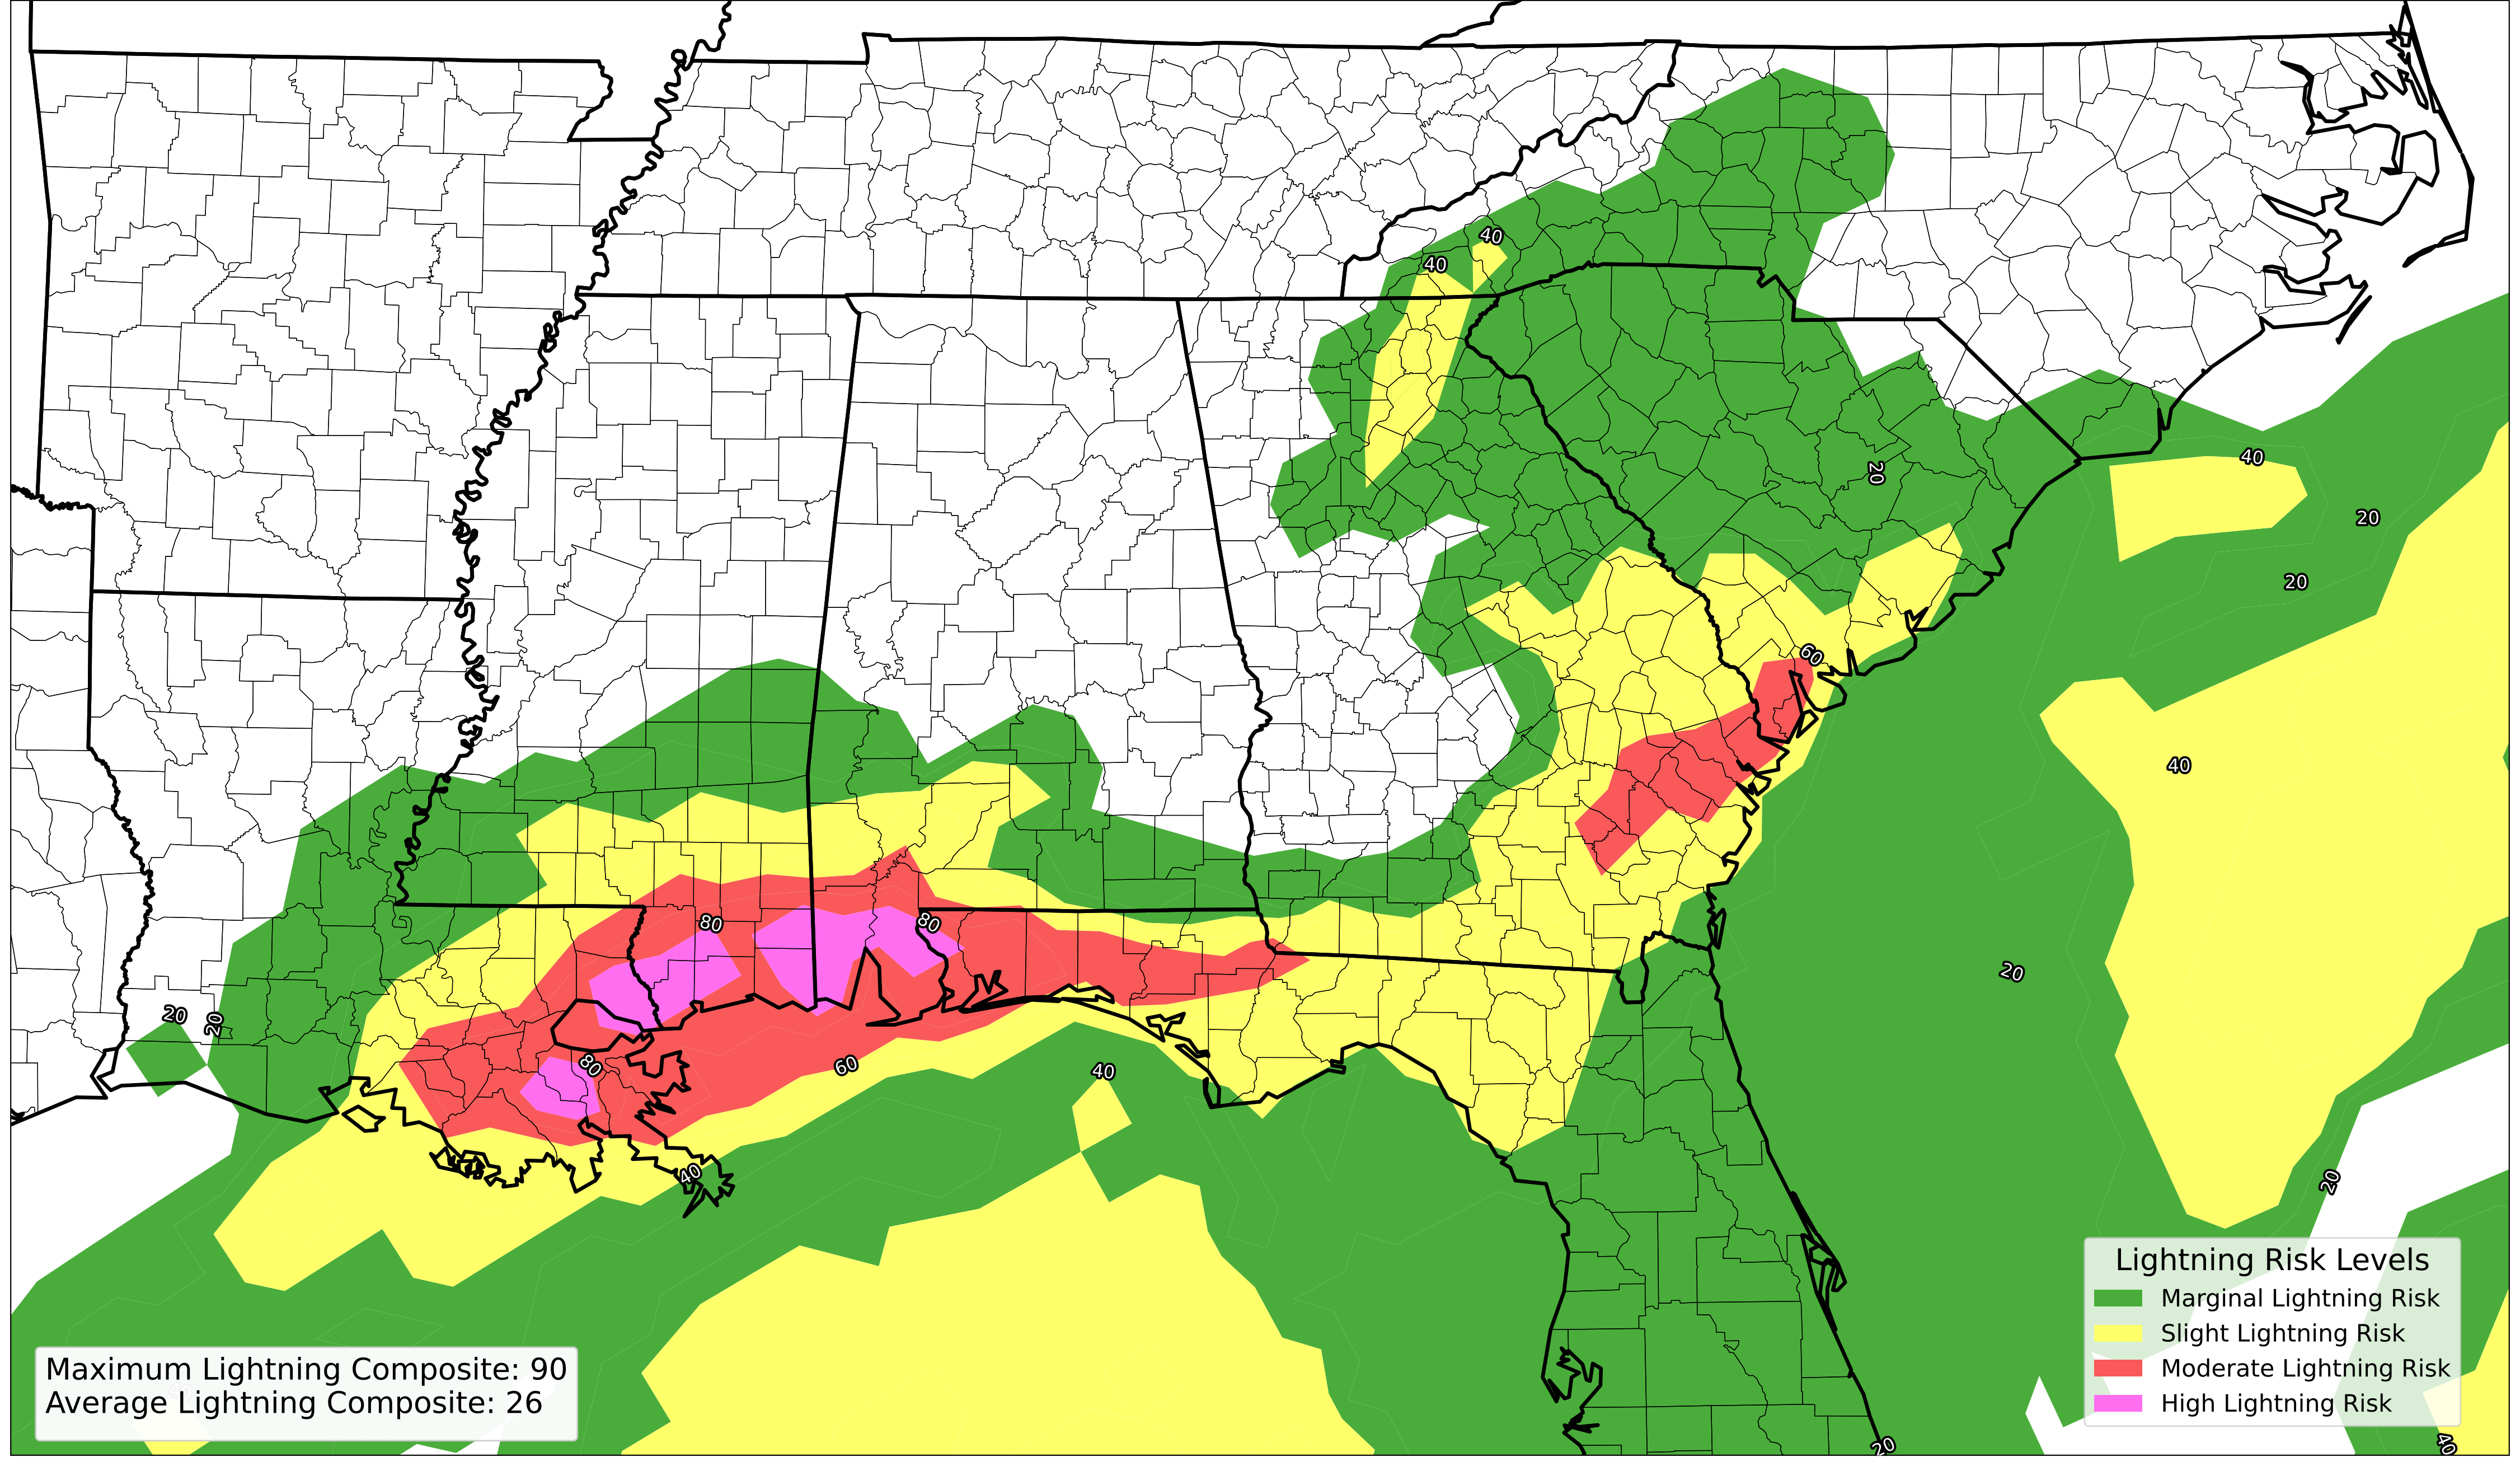 40
40
40
20
20
20
60
40
80
80
20
20
20
80
60
40
40
20
Lightning Risk Levels
Marginal Lightning Risk
Slight Lightning Risk
Moderate Lightning Risk
High Lightning Risk
Maximum Lightning Composite: 90
Average Lightning Composite: 26
20
40